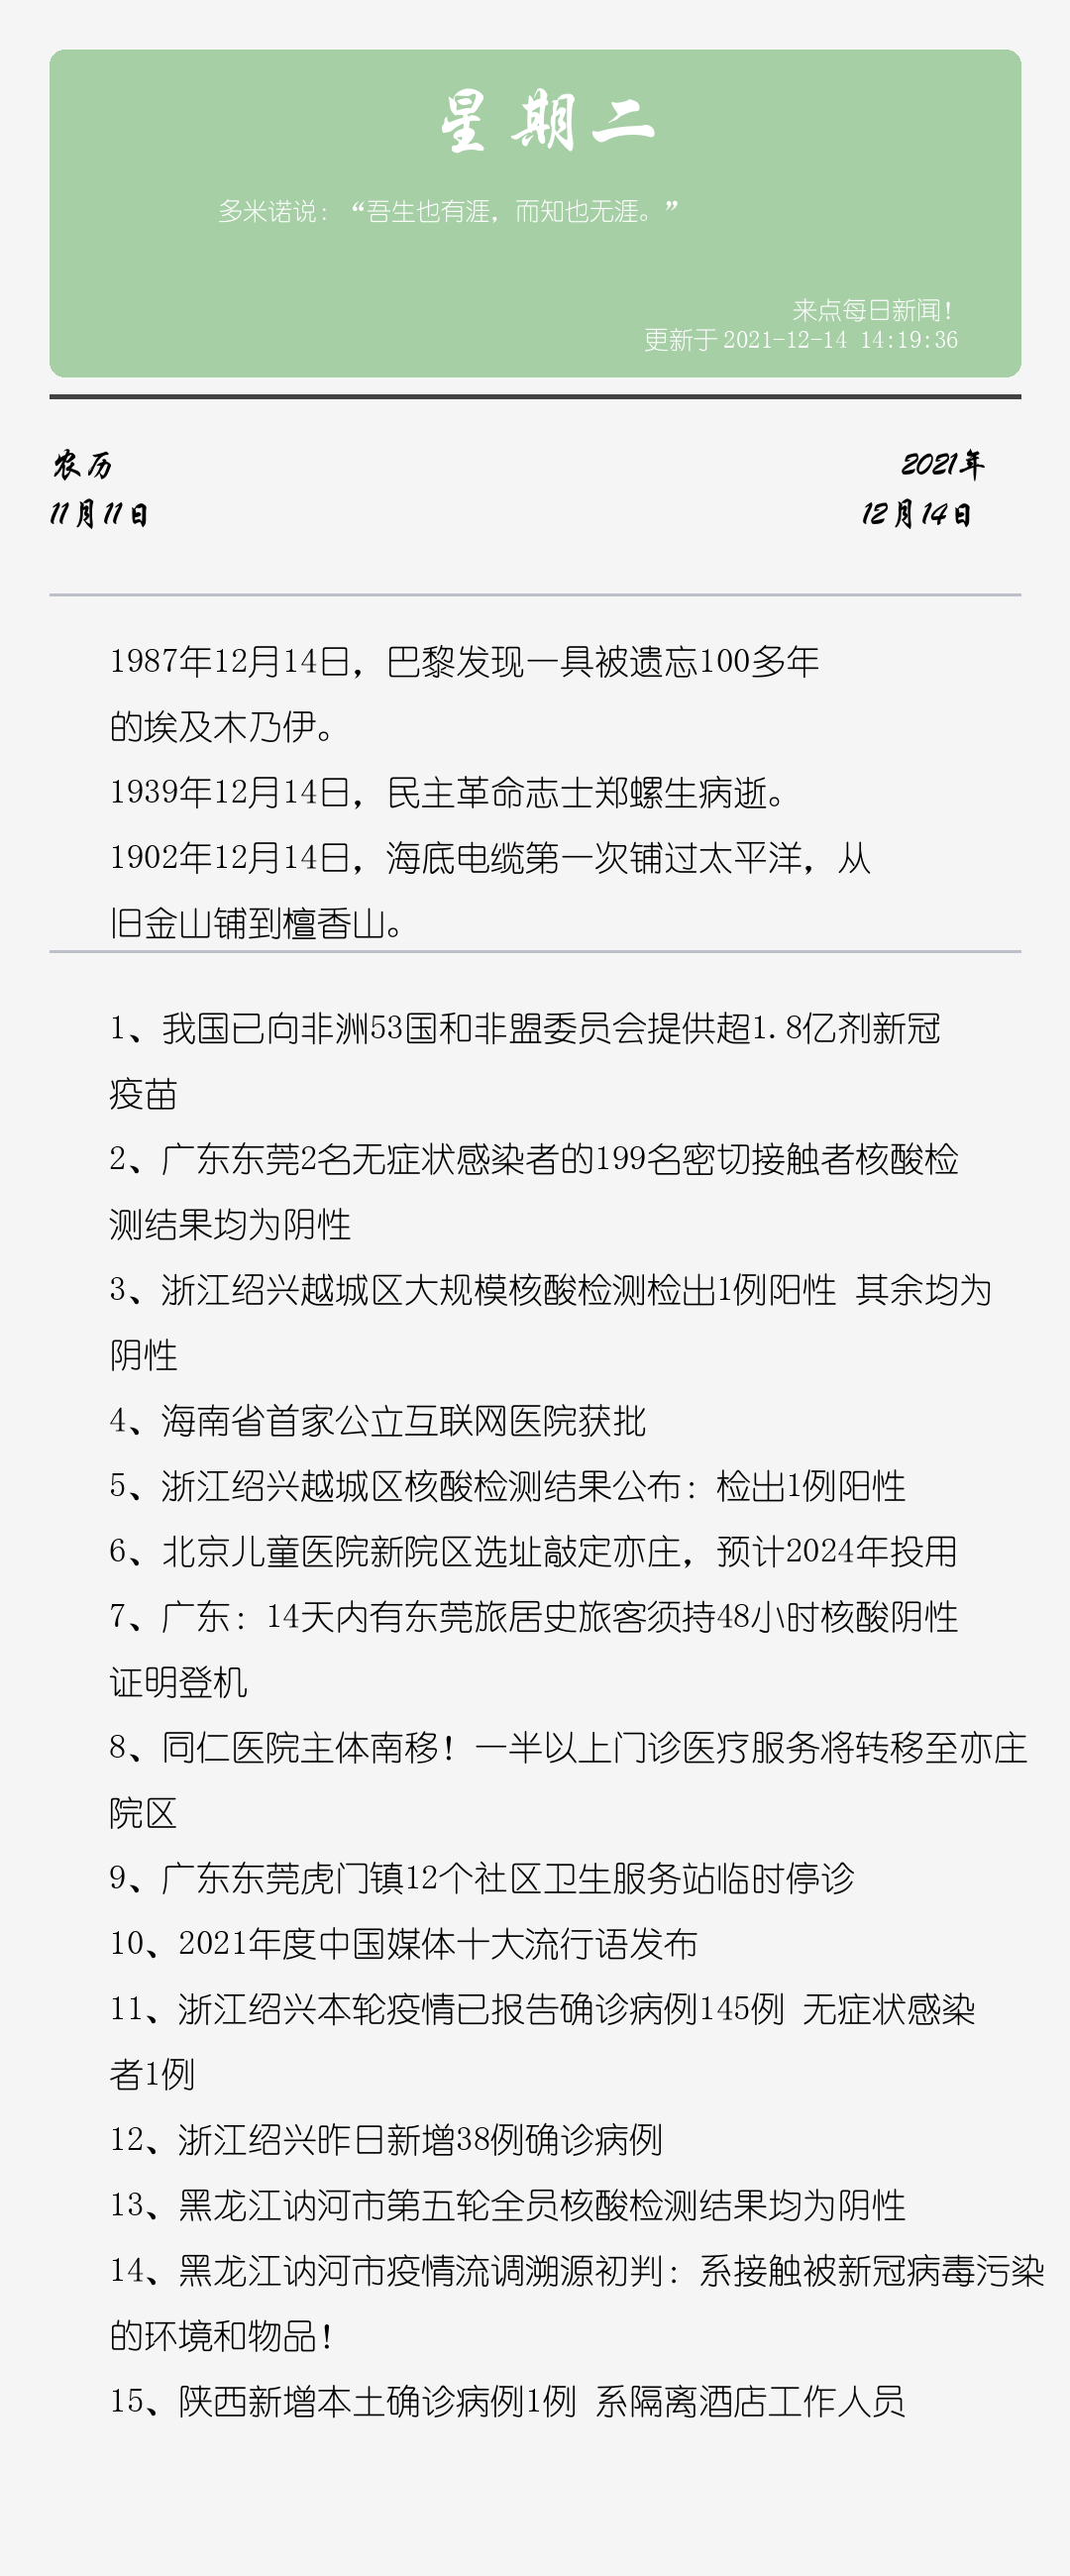 星期二
多米诺说：“吾生也有涯，而知也无涯。”
来点每日新闻！
更新于 2021-12-14 14:19:36
农历
2021年
11月11日
12月14日
1987年12月14日，巴黎发现一具被遗忘100多年
的埃及木乃伊。
1939年12月14日，民主革命志士郑螺生病逝。
1902年12月14日，海底电缆第一次铺过太平洋，从
旧金山铺到檀香山。
1、我国已向非洲53国和非盟委员会提供超1.8亿剂新冠
疫苗
2、广东东莞2名无症状感染者的199名密切接触者核酸检
测结果均为阴性
3、浙江绍兴越城区大规模核酸检测检出1例阳性 其余均为
阴性
4、海南省首家公立互联网医院获批
5、浙江绍兴越城区核酸检测结果公布：检出1例阳性
6、北京儿童医院新院区选址敲定亦庄，预计2024年投用
7、广东：14天内有东莞旅居史旅客须持48小时核酸阴性
证明登机
8、同仁医院主体南移！一半以上门诊医疗服务将转移至亦庄
院区
9、广东东莞虎门镇12个社区卫生服务站临时停诊
10、2021年度中国媒体十大流行语发布
11、浙江绍兴本轮疫情已报告确诊病例145例 无症状感染
者1例
12、浙江绍兴昨日新增38例确诊病例
13、黑龙江讷河市第五轮全员核酸检测结果均为阴性
14、黑龙江讷河市疫情流调溯源初判：系接触被新冠病毒污染
的环境和物品！
15、陕西新增本土确诊病例1例 系隔离酒店工作人员